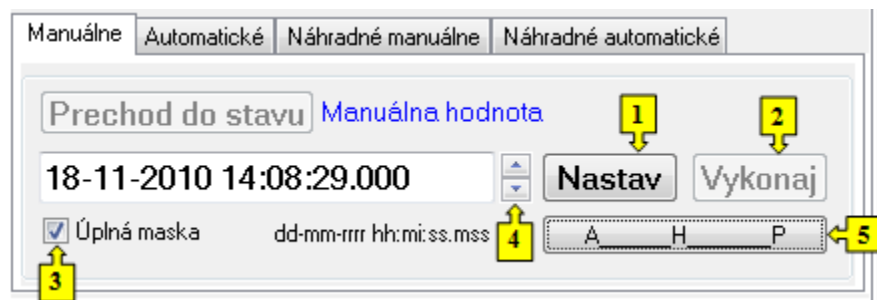 Manuálne Automatické Náhradné manuálne Náhradné automatické
Prechod do stavu Manuálna hodnota
1 2
18-11-2010 14:08:29.000 Nastav Vykonaj
Úplná maska dd-mm-rrrr hh:mi:ss.mss 4 A_____H______P 5
3